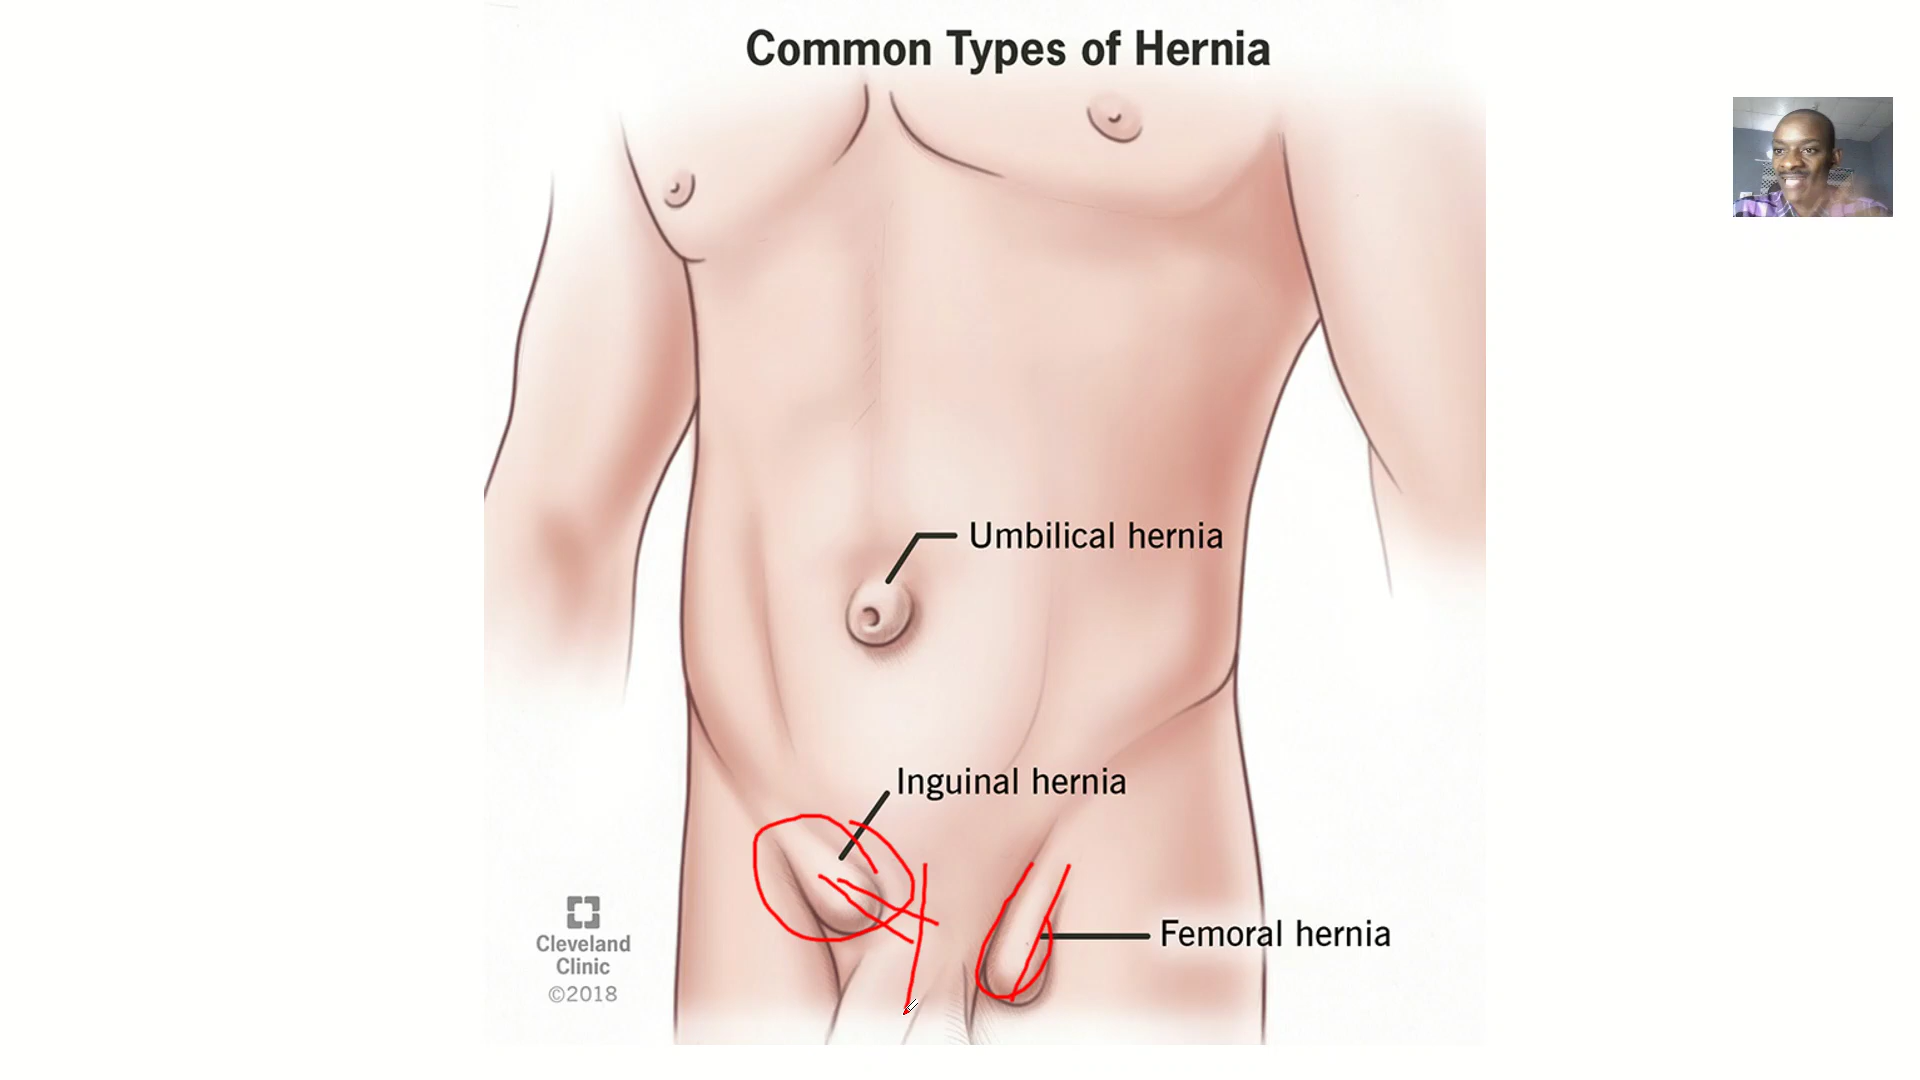 Common Types of Hernia
Umbilical hernia
Inguinal hernia
Femoral hernia
Cleveland
Clinic
©2018